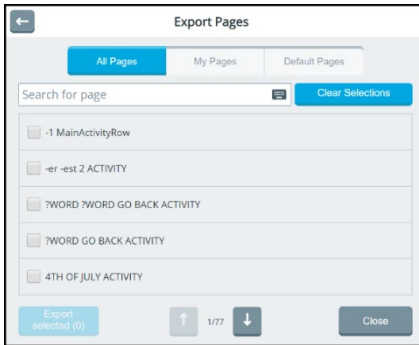 Export Pages
All Pages
My Pages
Default Pages
Search for page
Clear Selections
-1 MainActivityRow
-er -est 2 ACTIVITY
?WORD ?WORD GO BACK ACTIVITY
?WORD GO BACK ACTIVITY
4TH OF JULY ACTIVITY
Export
selected (0)
1/77
Close